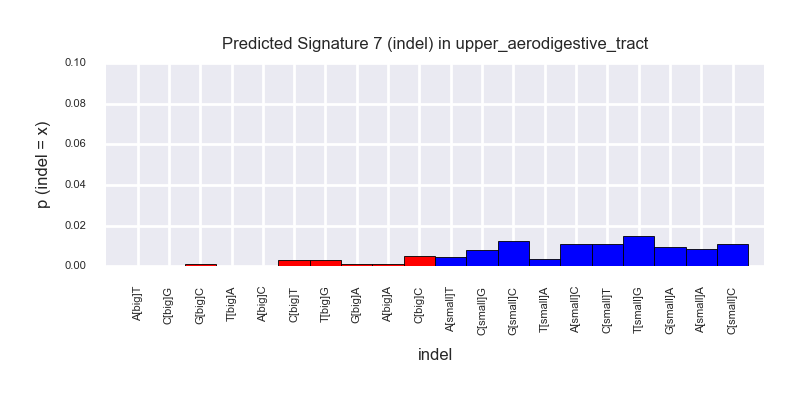 Predicted Signature 7 (indel) in upper_aerodigestive_tract
p (indel = x)
0.10
0.08
0.06
0.04
0.02
0.00
A[big]T
C[big]G
G[big]C
T[big]A
A[big]C
C[big]T
T[big]G
G[big]A
A[big]A
C[big]C
A[small]T
C[small]G
G[small]C
T[small]A
A[small]C
C[small]T
T[small]G
G[small]A
A[small]A
C[small]C
indel